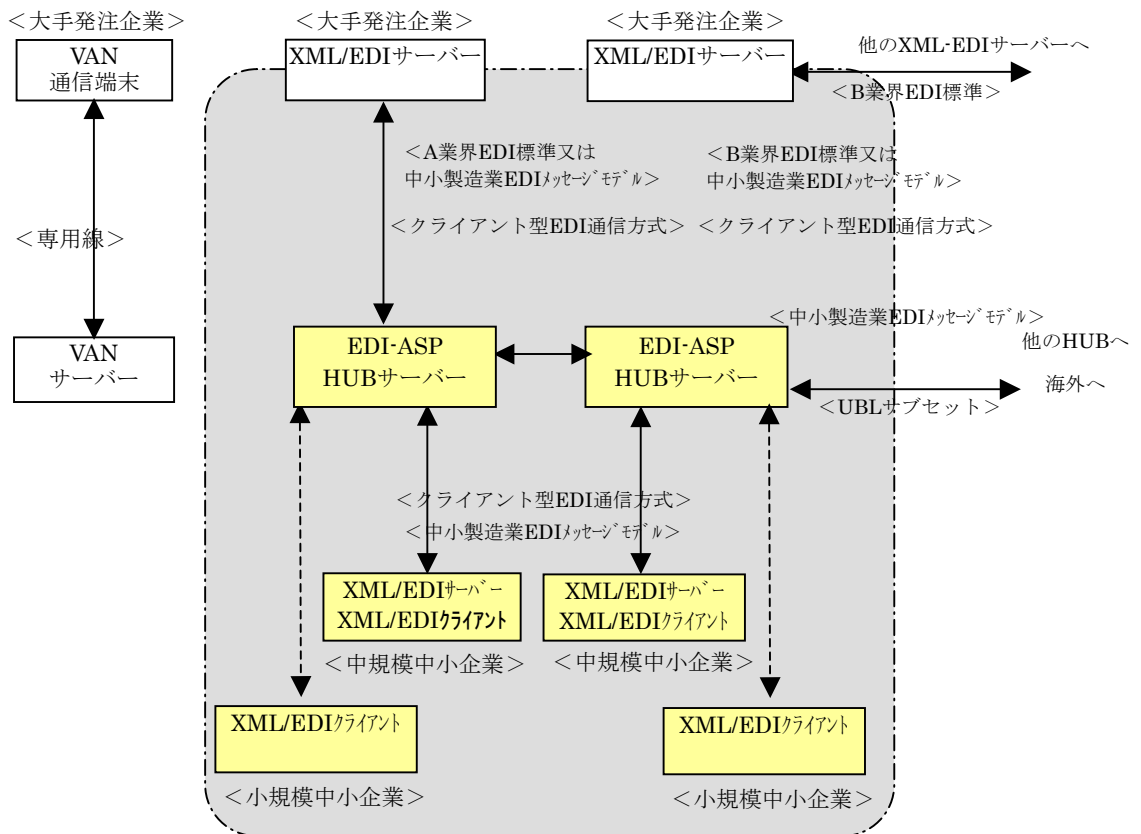 ＜大手発注企業＞
VAN
通信端末
＜専用線＞
VAN
サーバー
＜大手発注企業＞
XML/EDIサーバー
＜大手発注企業＞
XML/EDIサーバー
他のXML-EDIサーバーへ
＜B業界EDI標準＞
＜A業界EDI標準又は
中小製造業EDIﾒｯｾｰｼﾞﾓﾃﾞﾙ＞
＜B業界EDI標準又は
中小製造業EDIﾒｯｾｰｼﾞﾓﾃﾞﾙ＞
＜クライアント型EDI通信方式＞
＜クライアント型EDI通信方式＞
EDI-ASP
HUBサーバー
EDI-ASP
HUBサーバー
＜中小製造業EDIﾒｯｾｰｼﾞﾓﾃﾞﾙ＞
他のHUBへ
海外へ
＜UBLサブセット＞
＜クライアント型EDI通信方式＞
＜中小製造業EDIﾒｯｾｰｼﾞﾓﾃﾞﾙ＞
XML/EDIｻｰﾊﾞｰ
XML/EDIクライアント
＜中規模中小企業＞
XML/EDIｻｰﾊﾞｰ
XML/EDIクライアント
＜中規模中小企業＞
XML/EDIｸﾗｲｱﾝﾄ
＜小規模中小企業＞
XML/EDIｸﾗｲｱﾝﾄ
＜小規模中小企業＞